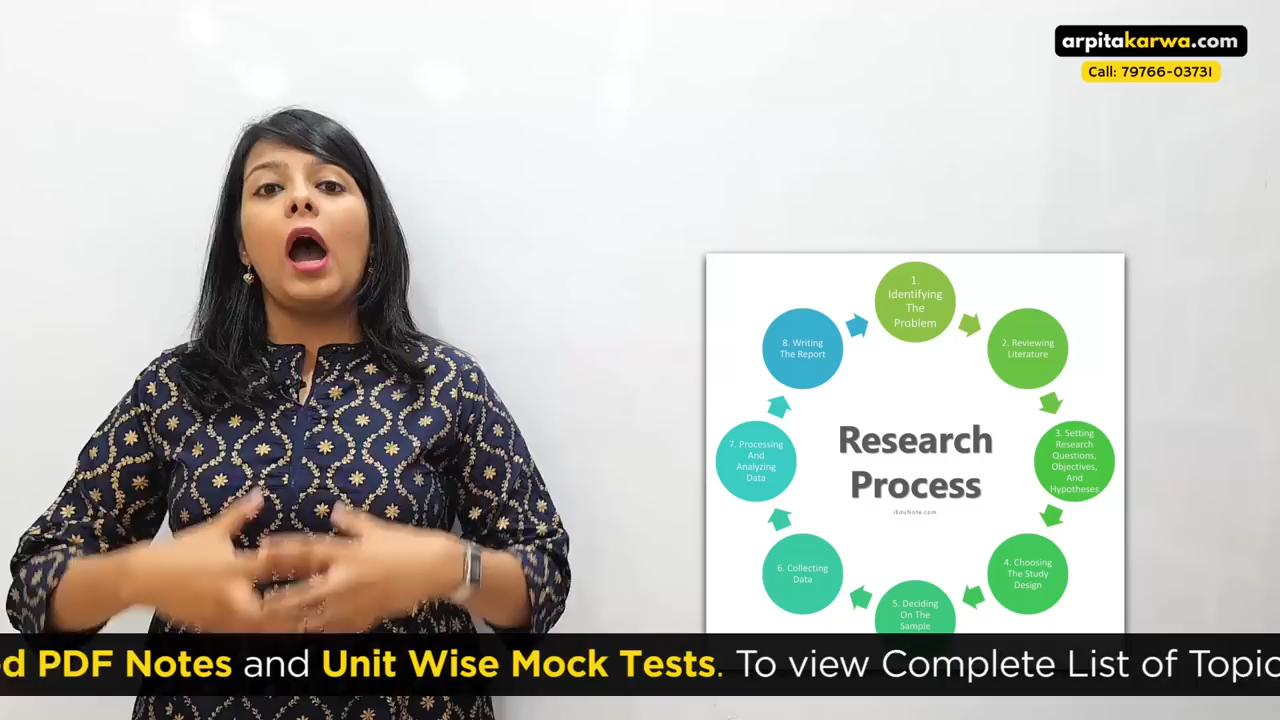 arpitakarwa.com
Call: 79766-03731
1.
Identifying
The
Problem
2. Reviewing
Literature
3. Setting
Research
Questions,
Objectives,
And
Hypotheses
4. Choosing
The Study
Design
5. Deciding
On The
Sample
6. Collecting
Data
7. Processing
And
Analyzing
Data
8. Writing
The Report
Research
Process
iEduNote.com
d PDF Notes and Unit Wise Mock Tests. To view Complete List of Topic